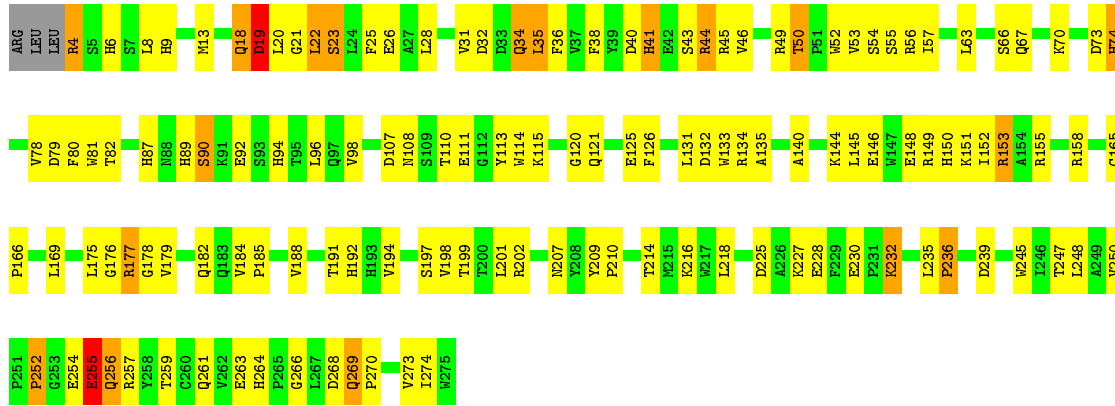 ARG LEU LEU R4 S5 H6 S7 L8 H9 M13 Q18 D19 L20 G21 L22 S23 L24 F25 E26 A27 L28 V31 D32 D33 Q34 L35 F36 V37 F38 Y39 D40 H41 E42 S43 R44 R45 V46 R49 T50 P51 W52 V53 S54 S55 R56 I57 L63 S66 Q67 K70 D73
V78 D79 F80 W81 T82 H87 N88 H89 S90 K91 E92 S93 H94 T95 L96 Q97 V98 D107 N108 S109 T110 E111 G112 Y113 W114 K115 G120 Q121 E125 F126 L131 D132 W133 R134 A135 A140 K144 L145 E146 W147 E148 R149 H150 K151 I152 R153 A154 R155 R158
P166 L169 L175 G176 R177 G178 V179 Q182 Q183 V184 P185 V188 T191 H192 H193 V194 S197 V198 T199 T200 L201 R202 N207 Y208 Y209 P210 T214 M215 K216 W217 L218 D225 A226 K227 E228 F229 E230 P231 K232 L235 P236 D239 W245 I246 T247 L248 A249
P251 P252 G253 E254 E255 Q256 R257 Y258 T259 C260 Q261 V262 E263 H264 P265 G266 L267 D268 Q269 P270 V273 I274 W275